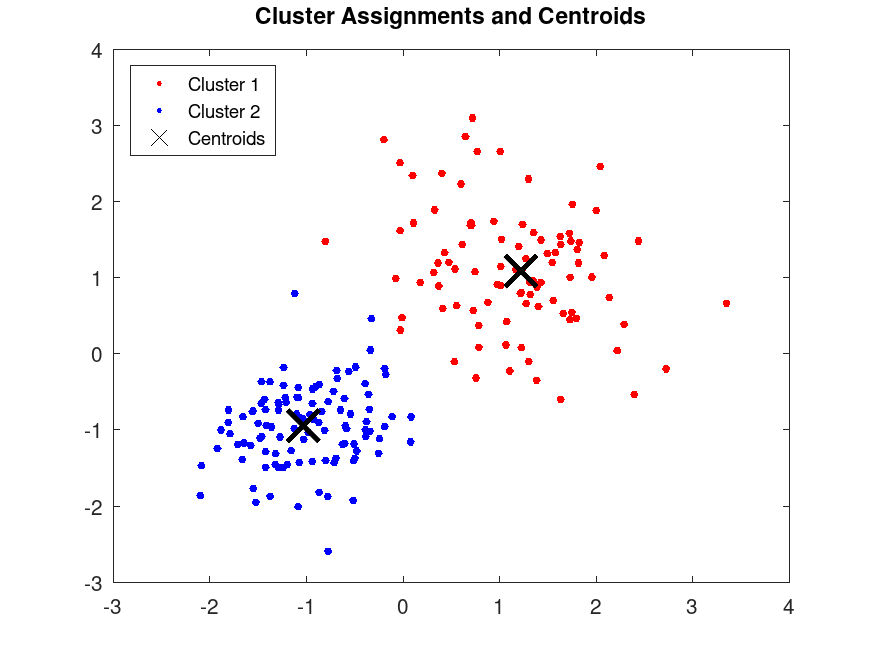 Cluster Assignments and Centroids
4
3
2
1
0
-1
-2
-3
Cluster 1
Cluster 2
Centroids
-3 -2 -1 0 1 2 3 4